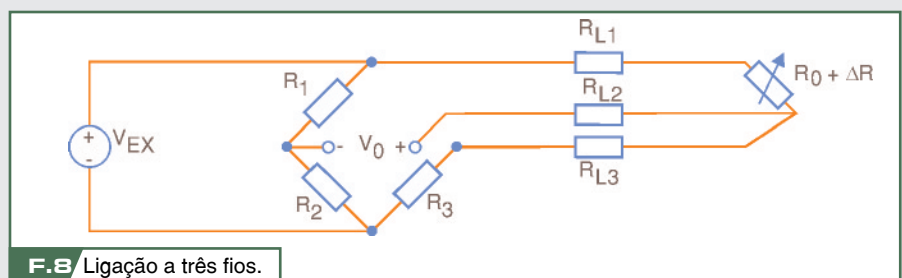 RL1
R1
R0 + ΔR
RL2
+
-
VEX
- V0 +
R2
R3
RL3
F.8 Ligação a três fios.